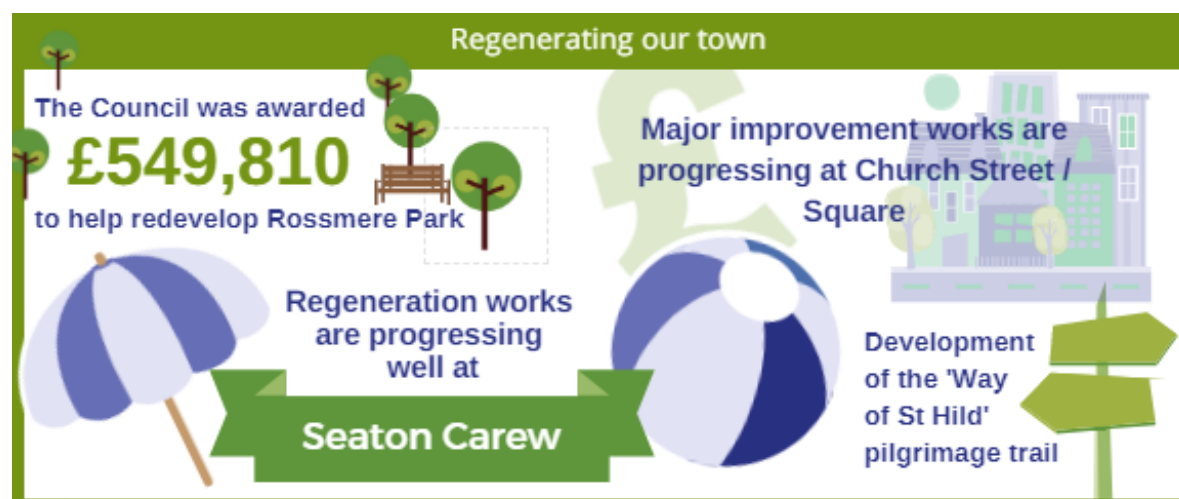 Regenerating our town
The Council was awarded
£549,810
to help redevelop Rossmere Park
Major improvement works are
progressing at Church Street /
Square
Regeneration works
are progressing
well at
Seaton Carew
Development
of the 'Way
of St Hild'
pilgrimage trail